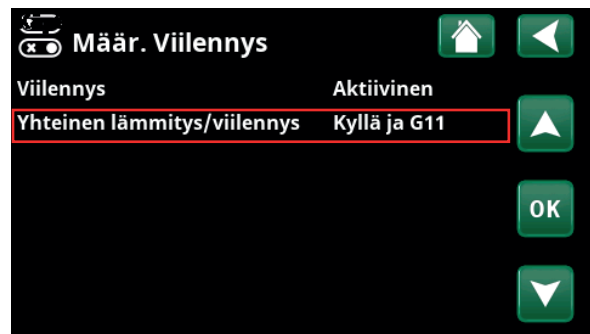 Määr. Viilennys
Viilennys Aktiivinen
Yhteinen lämmitys/viilennys Kyllä ja G11
OK